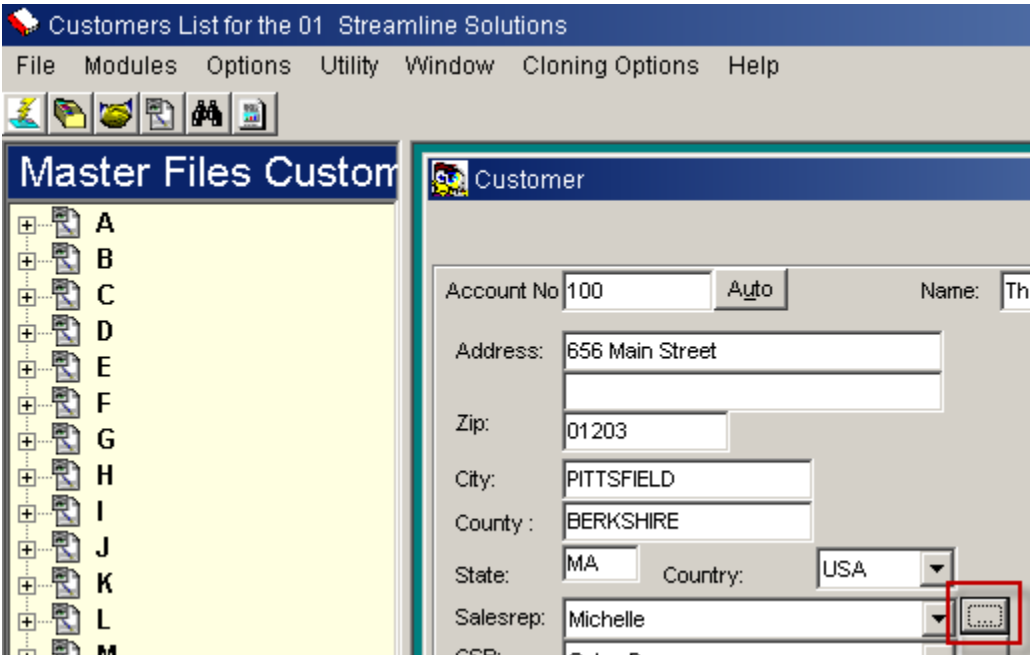 Customers List for the 01 Streamline Solutions
File Modules Options Utility Window Cloning Options Help
Master Files Custom
Customer
A
B
C
D
E
F
G
H
I
J
K
L
M
Account No 100 Auto Name: Th
Address: 656 Main Street
Zip: 01203
City: PITTSFIELD
County : BERKSHIRE
State: MA Country: USA
Salesrep: Michelle ...
CSR: